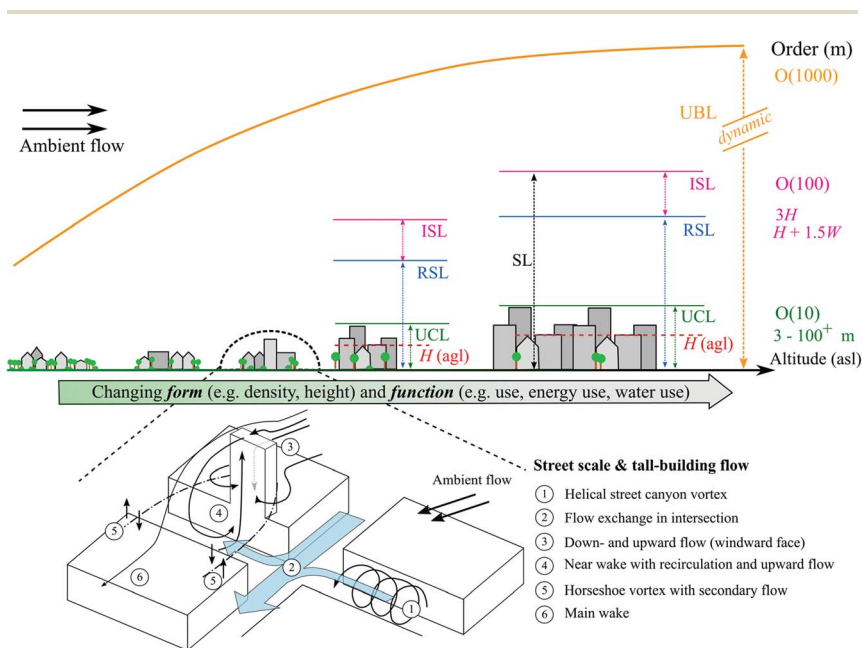 Order (m)
O(1000)
UBL
dynamic
Ambient flow
ISL
O(100)
ISL
3H
H + 1.5W
RSL
SL
RSL
UCL
O(10)
UCL
3 - 100+ m
H (agl)
H (agl)
Altitude (asl)
Changing form (e.g. density, height) and function (e.g. use, energy use, water use)
Street scale & tall-building flow
Ambient flow
1 Helical street canyon vortex
2 Flow exchange in intersection
3 Down- and upward flow (windward face)
4 Near wake with recirculation and upward flow
5 Horseshoe vortex with secondary flow
6 Main wake
3
4
5
6
5
2
1